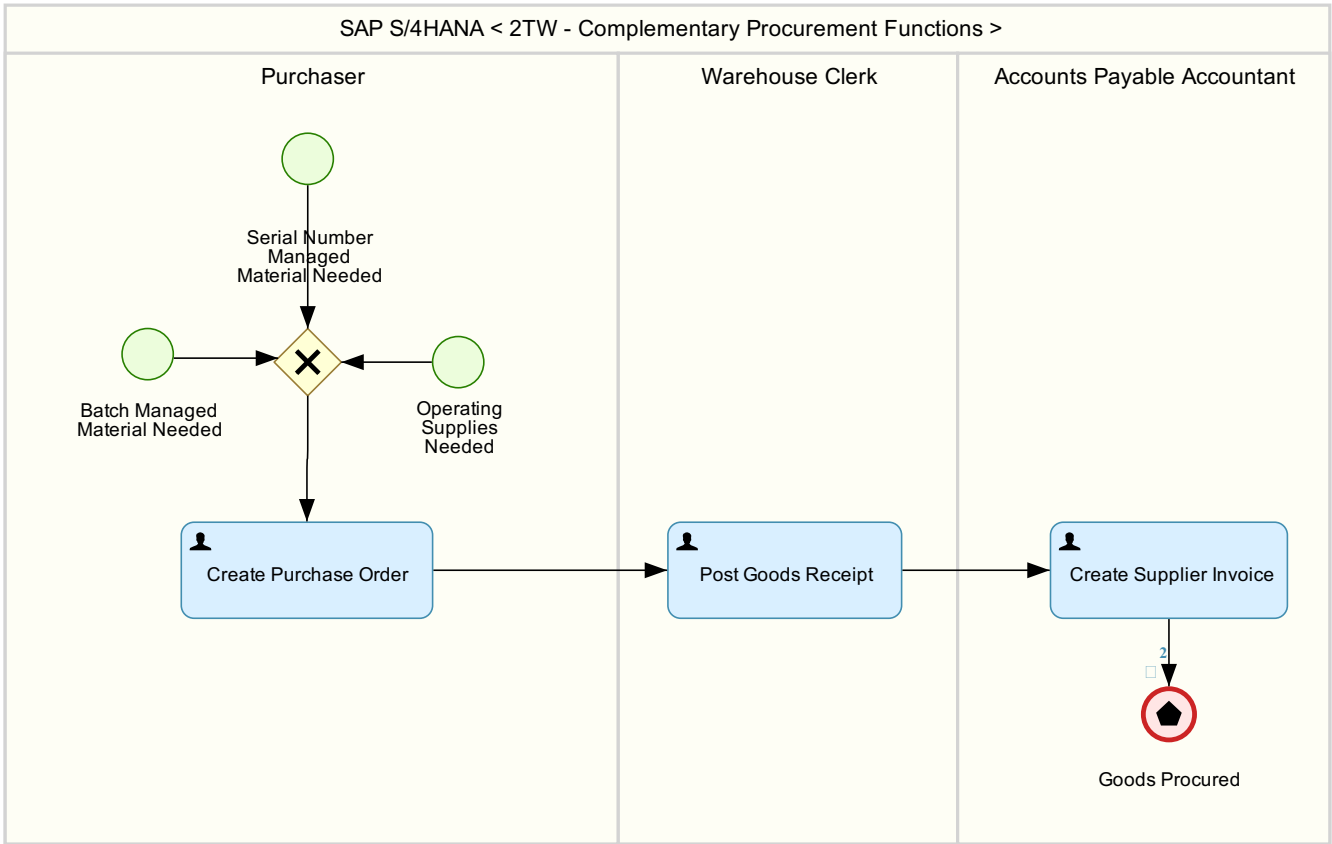 SAP S/4HANA < 2TW - Complementary Procurement Functions >
Purchaser
Warehouse Clerk
Accounts Payable Accountant
Serial Number
Managed
Material Needed
Batch Managed
Material Needed
Operating
Supplies
Needed
Create Purchase Order
Post Goods Receipt
Create Supplier Invoice
2
Goods Procured